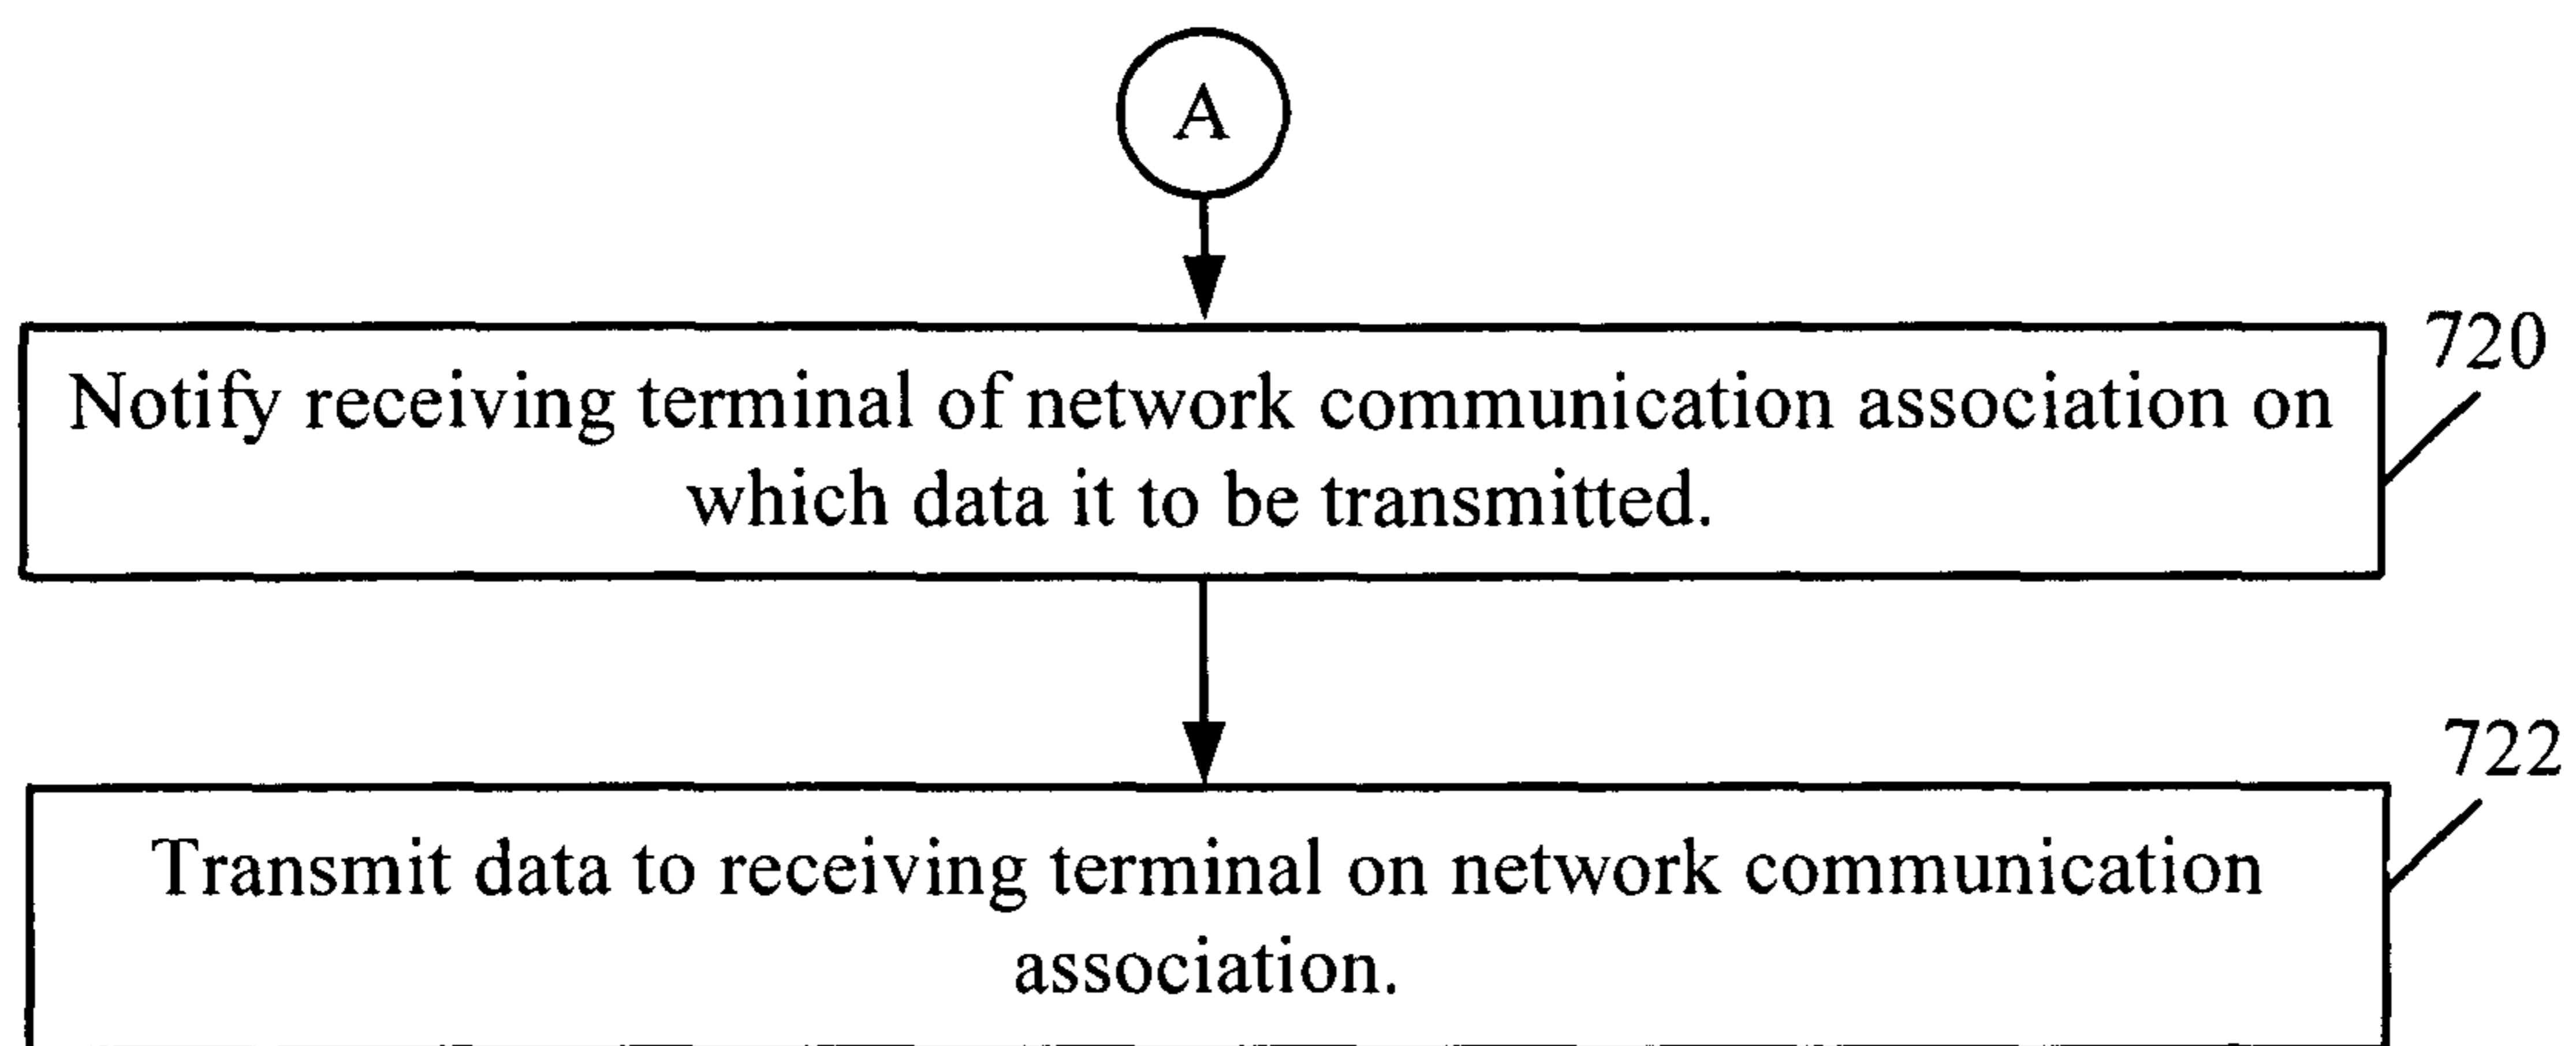 A
720
Notify receiving terminal of network communication association on
which data it to be transmitted.
722
Transmit data to receiving terminal on network communication
association.